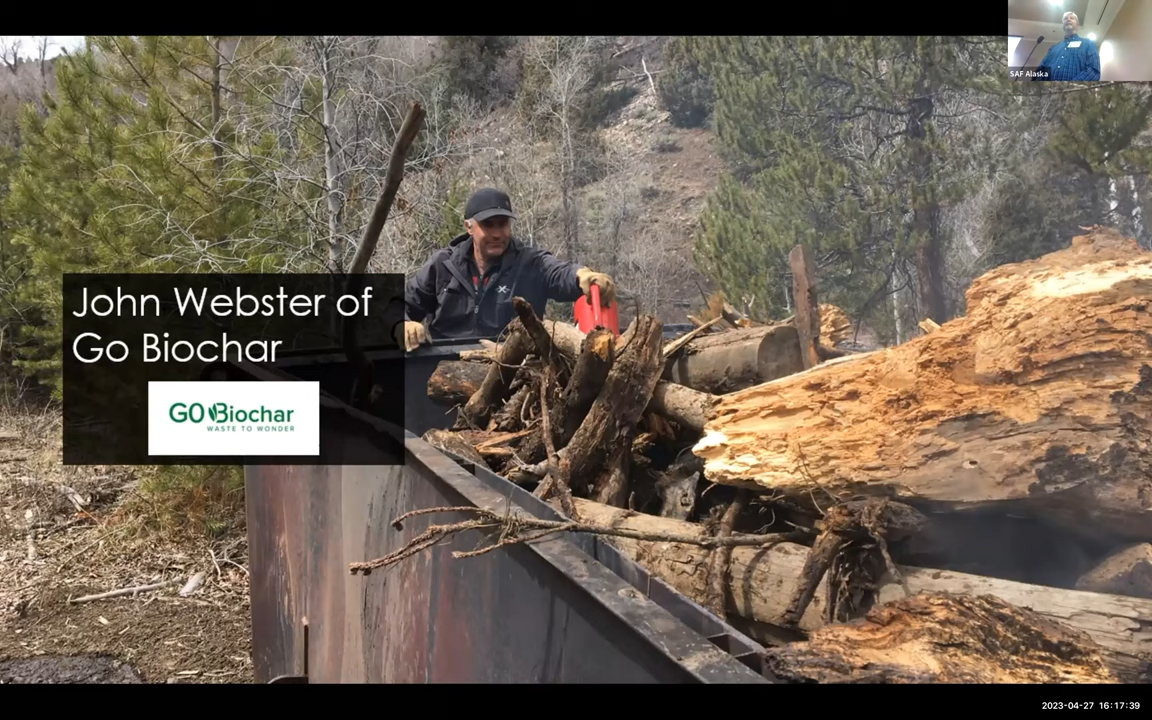 SAF Alaska
John Webster of
Go Biochar
GO Biochar
WASTE TO WONDER
2023-04-27 16:17:39